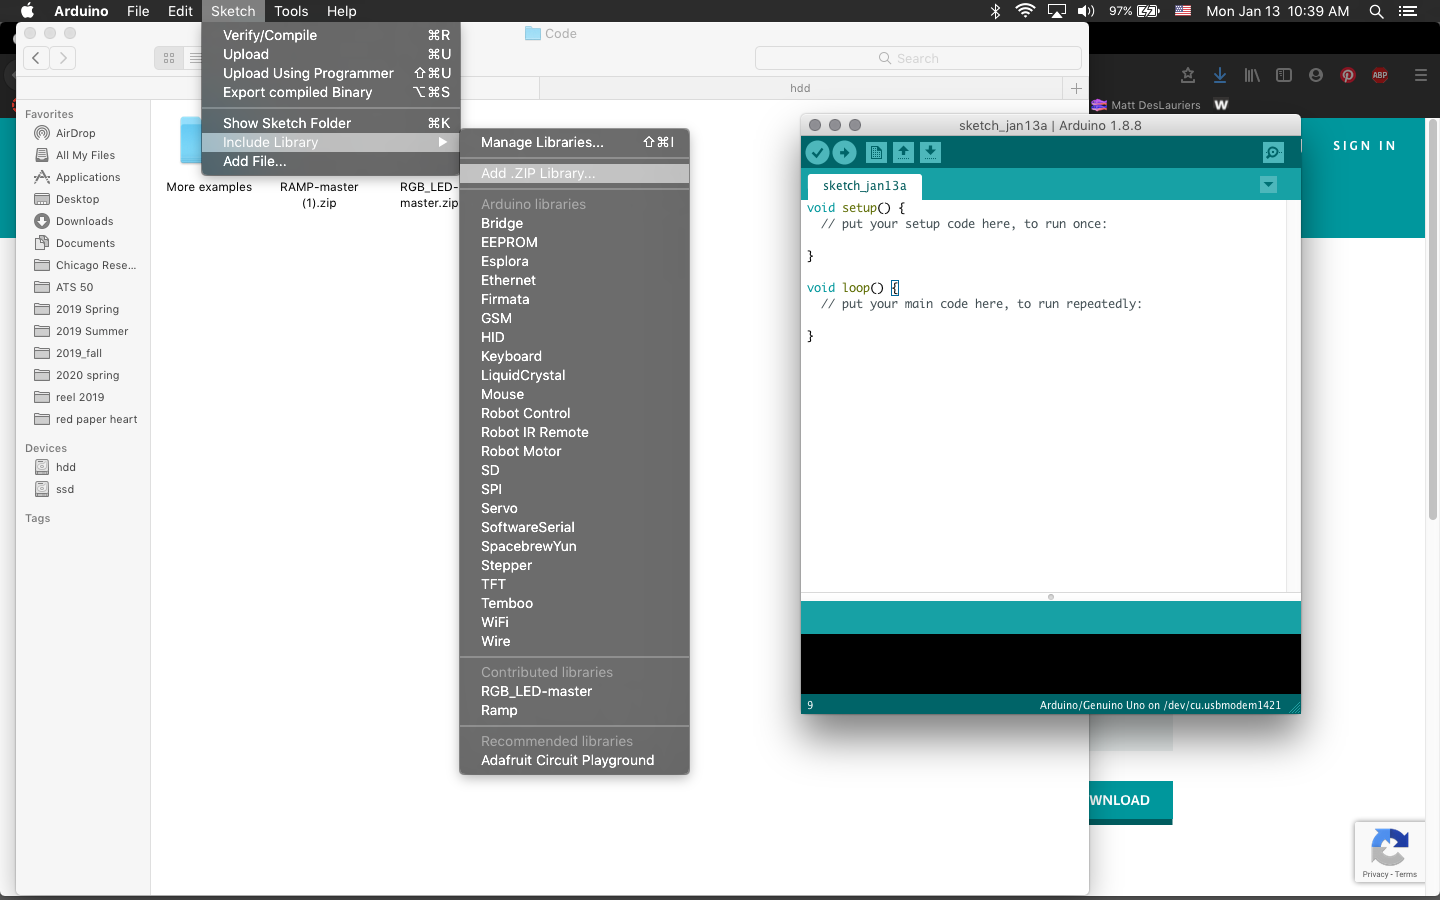 Arduino File Edit Sketch Tools Help 97% Mon Jan 13 10:39 AM
Code
Search
hdd
Favorites
AirDrop
All My Files
Applications
Desktop
Downloads
Documents
Chicago Rese...
ATS 50
2019 Spring
2019 Summer
2019_fall
2020 spring
reel 2019
red paper heart
Devices
hdd
ssd
Tags
Verify/Compile ⌘R
Upload ⌘U
Upload Using Programmer ⇧⌘U
Export compiled Binary ⌥⌘S
Show Sketch Folder ⌘K
Include Library ▶
Add File...
More examples
RAMP-master
(1).zip
RGB_LED-
master.zip
Manage Libraries... ⇧⌘I
Add .ZIP Library...
Arduino libraries
Bridge
EEPROM
Esplora
Ethernet
Firmata
GSM
HID
Keyboard
LiquidCrystal
Mouse
Robot Control
Robot IR Remote
Robot Motor
SD
SPI
Servo
SoftwareSerial
SpacebrewYun
Stepper
TFT
Temboo
WiFi
Wire
Contributed libraries
RGB_LED-master
Ramp
Recommended libraries
Adafruit Circuit Playground
ABP
Matt DesLauriers W
SIGN IN
sketch_jan13a | Arduino 1.8.8
sketch_jan13a
void setup() {
// put your setup code here, to run once:
}
void loop() {
// put your main code here, to run repeatedly:
}
9 Arduino/Genuino Uno on /dev/cu.usbmodem1421
WNLOAD
Privacy - Terms